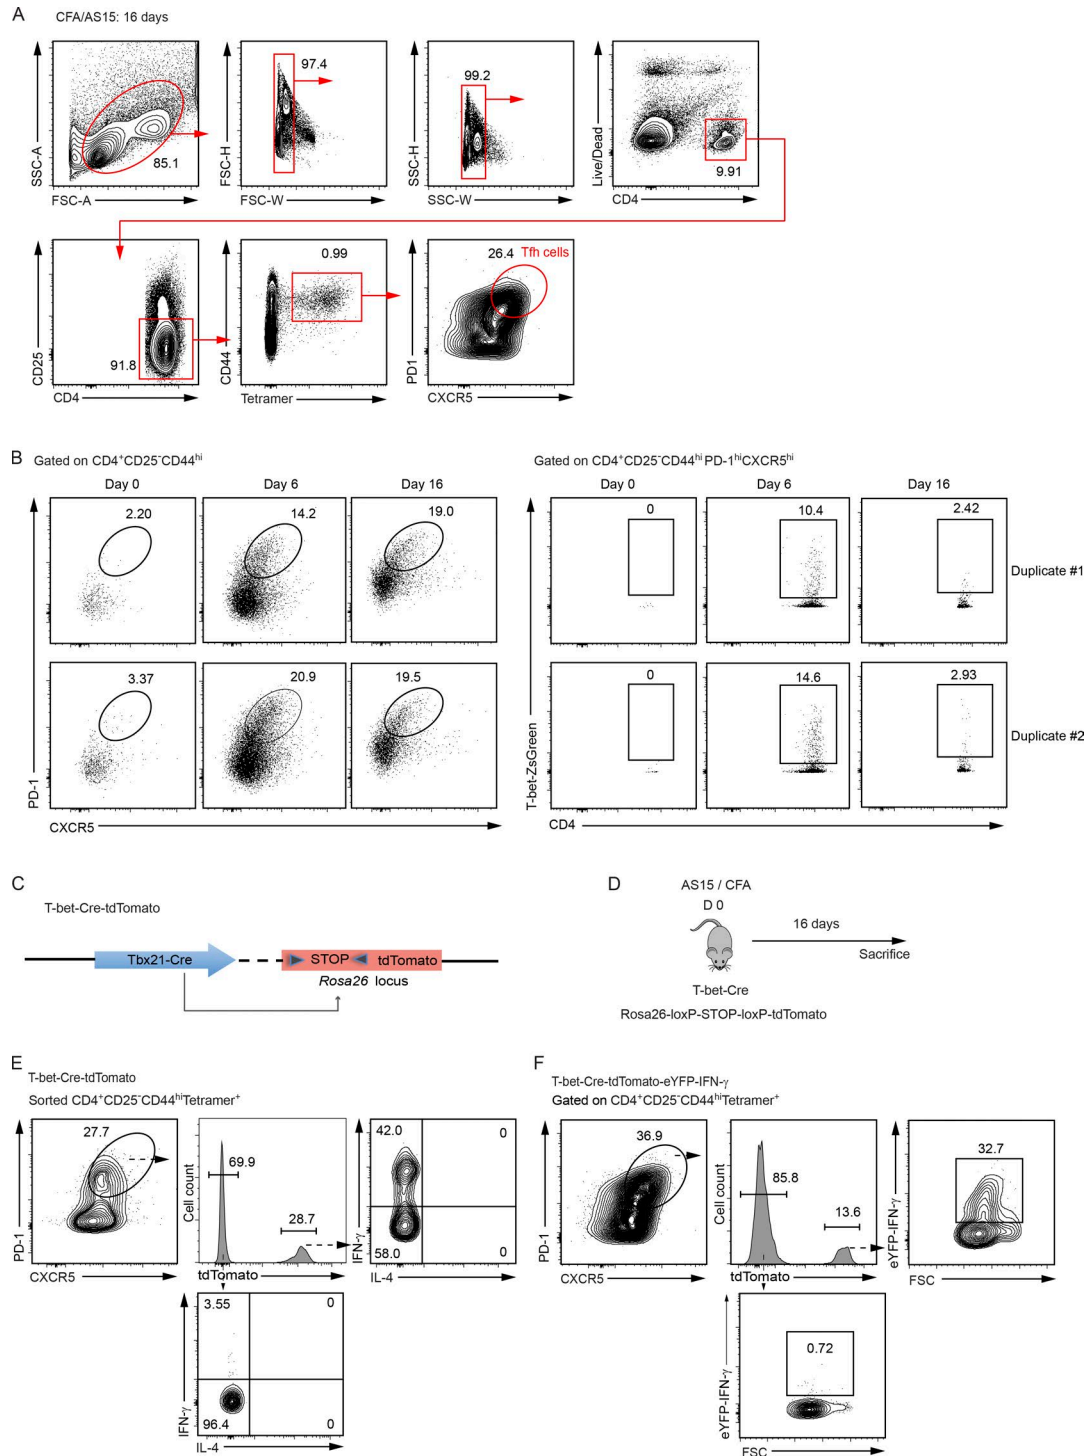 A
CFA/AS15: 16 days
SSC-A
85.1
FSC-A
FSC-H
97.4
FSC-W
SSC-H
99.2
SSC-W
Live/Dead
9.91
CD4
CD25
91.8
CD4
CD44
0.99
Tetramer
PD1
26.4
Tfh cells
CXCR5
B
Gated on CD4⁺CD25⁻CD44ʰⁱ
Day 0
Day 6
Day 16
2.20
14.2
19.0
3.37
20.9
19.5
PD-1
CXCR5
Gated on CD4⁺CD25⁻CD44ʰⁱPD-1ʰⁱCXCR5ʰⁱ
Day 0
Day 6
Day 16
0
10.4
2.42
Duplicate #1
0
14.6
2.93
Duplicate #2
T-bet-ZsGreen
CD4
C
T-bet-Cre-tdTomato
Tbx21-Cre
STOP
tdTomato
Rosa26 locus
D
AS15 / CFA
D 0
16 days
Sacrifice
T-bet-Cre
Rosa26-loxP-STOP-loxP-tdTomato
E
T-bet-Cre-tdTomato
Sorted CD4⁺CD25⁻CD44ʰⁱTetramer⁺
27.7
PD-1
CXCR5
Cell count
69.9
28.7
tdTomato
42.0
0
IFN-γ
58.0
0
IL-4
3.55
0
IFN-γ
96.4
0
IL-4
F
T-bet-Cre-tdTomato-eYFP-IFN-γ
Gated on CD4⁺CD25⁻CD44ʰⁱTetramer⁺
36.9
PD-1
CXCR5
Cell count
85.8
13.6
tdTomato
32.7
eYFP-IFN-γ
FSC
0.72
eYFP-IFN-γ
FSC